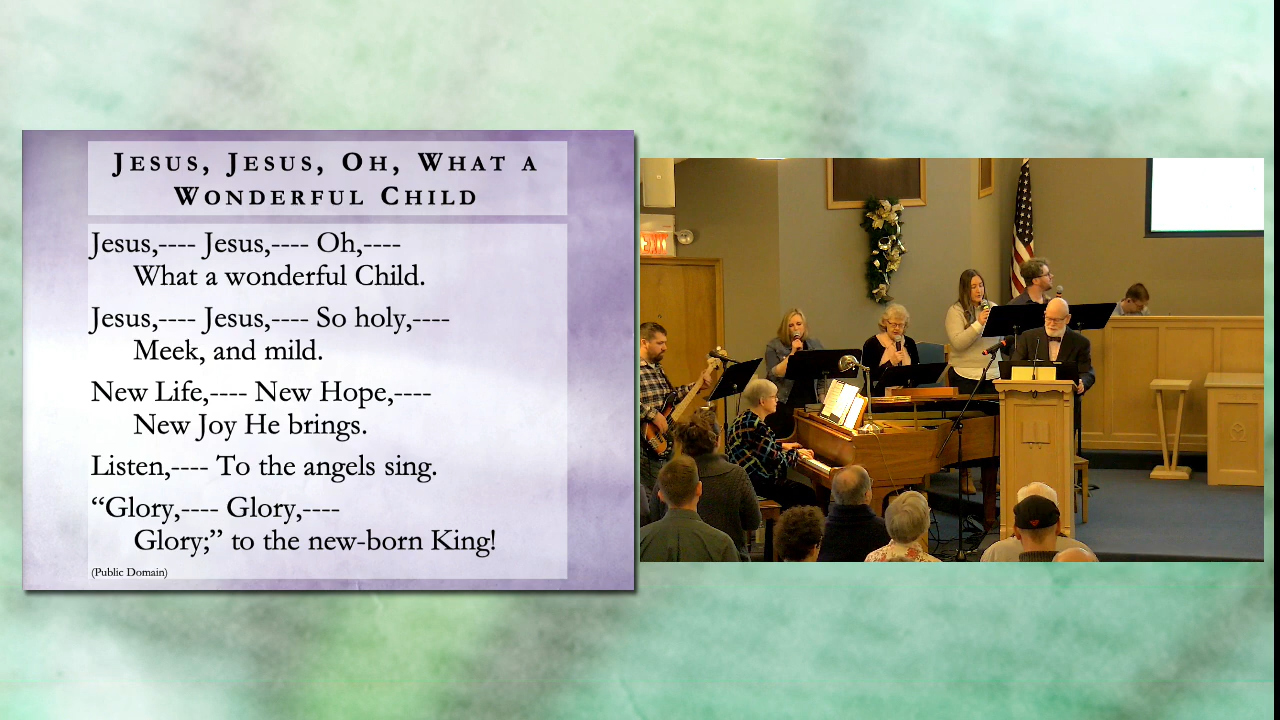 Jesus, Jesus, Oh, What a
Wonderful Child
Jesus,---- Jesus,---- Oh,----
What a wonderful Child.
Jesus,---- Jesus,---- So holy,----
Meek, and mild.
New Life,---- New Hope,----
New Joy He brings.
Listen,---- To the angels sing.
“Glory,---- Glory,----
Glory;” to the new-born King!
(Public Domain)